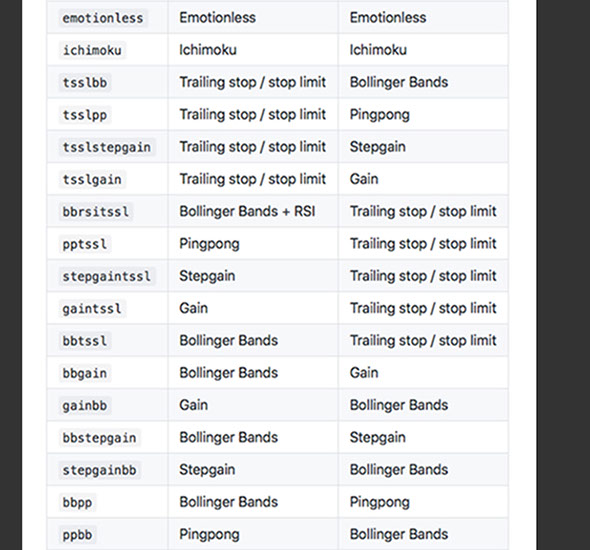 emotionless Emotionless Emotionless
ichimoku Ichimoku Ichimoku
tsslbb Trailing stop / stop limit Bollinger Bands
tsslpp Trailing stop / stop limit Pingpong
tsslstepgain Trailing stop / stop limit Stepgain
tsslgain Trailing stop / stop limit Gain
bbrsitssl Bollinger Bands + RSI Trailing stop / stop limit
pptssl Pingpong Trailing stop / stop limit
stepgaintssl Stepgain Trailing stop / stop limit
gaintssl Gain Trailing stop / stop limit
bbtssl Bollinger Bands Trailing stop / stop limit
bbgain Bollinger Bands Gain
gainbb Gain Bollinger Bands
bbstepgain Bollinger Bands Stepgain
stepgainbb Stepgain Bollinger Bands
bbpp Bollinger Bands Pingpong
ppbb Pingpong Bollinger Bands